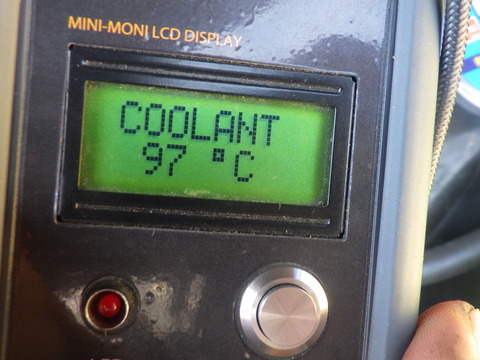 MINI-MONI LCD DISPLAY
COOLANT
97 °C